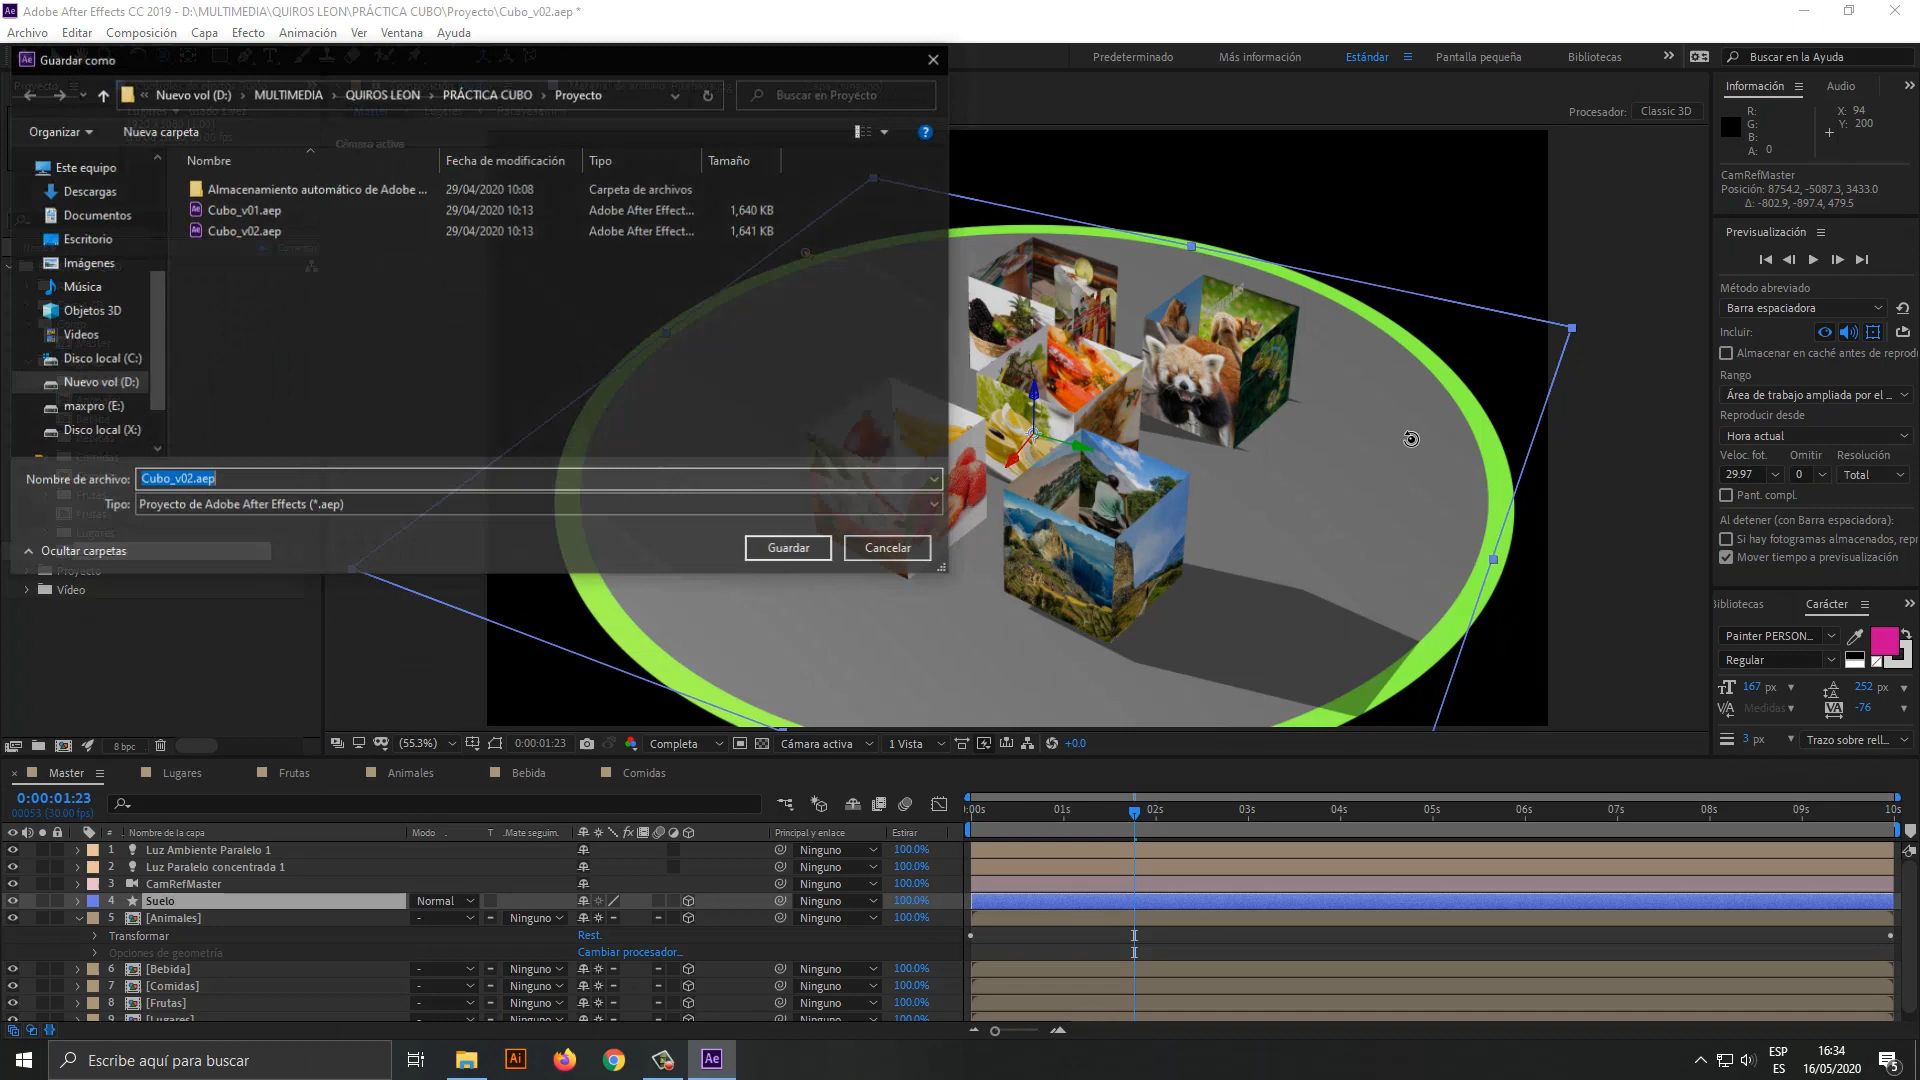 Adobe After Effects CC 2019 - D:\MULTIMEDIA\QUIROS LEON\PRÁCTICA CUBO\Proyecto\Cubo_v02.aep *
Archivo Editar Composición Capa Efecto Animación Ver Ventana Ayuda
Guardar como
Predeterminado Más información Estándar Pantalla pequeña Bibliotecas Buscar en la Ayuda
Nuevo vol (D:) > MULTIMEDIA > QUIROS LEON > PRÁCTICA CUBO > Proyecto
Buscar en Proyecto
Organizar Nueva carpeta
Cámara activa
Procesador: Classic 3D
Nombre Fecha de modificación Tipo Tamaño
Almacenamiento automático de Adobe ... 29/04/2020 10:08 Carpeta de archivos
Cubo_v01.aep 29/04/2020 10:13 Adobe After Effect... 1,640 KB
Cubo_v02.aep 29/04/2020 10:13 Adobe After Effect... 1,641 KB
Este equipo
Descargas
Documentos
Escritorio
Imágenes
Música
Objetos 3D
Videos
Disco local (C:)
Nuevo vol (D:)
maxpro (E:)
Disco local (X:)
Nombre de archivo: Cubo_v02.aep
Tipo: Proyecto de Adobe After Effects (*.aep)
Ocultar carpetas
Guardar Cancelar
Proyecto
Vídeo
Información Audio
R:
G:
B:
A: 0
X: 94
Y: 200
CamRefMaster
Posición: 8754.2, -5087.3, 3433.0
Δ: -802.9, -897.4, 479.5
Previsualización
Método abreviado
Barra espaciadora
Incluir:
Almacenar en caché antes de reprod
Rango
Área de trabajo ampliada por el ...
Reproducir desde
Hora actual
Veloc. fot. Omitir Resolución
29.97 0 Total
Pant. compl.
Al detener (con Barra espaciadora):
Si hay fotogramas almacenados, repr
Mover tiempo a previsualización
Bibliotecas Carácter
Painter PERSON...
Regular
167 px 252 px
Medidas -76
3 px Trazo sobre rell...
8 bpc
(55.3%) 0:00:01:23 Completa Cámara activa 1 Vista +0.0
× Master Lugares Frutas Animales Bebida Comidas
0:00:01:23
00053 (30.00 fps)
:00s 01s 02s 03s 04s 05s 06s 07s 08s 09s 10s
# Nombre de la capa Modo T .Mate seguim. fx Principal y enlace Estirar
1 Luz Ambiente Paralelo 1 Ninguno 100.0%
2 Luz Paralelo concentrada 1 Ninguno 100.0%
3 CamRefMaster Ninguno 100.0%
4 Suelo Normal Ninguno 100.0%
5 [Animales] - Ninguno Ninguno 100.0%
Transformar Rest.
Opciones de geometría Cambiar procesador...
6 [Bebida] - Ninguno Ninguno 100.0%
7 [Comidas] - Ninguno Ninguno 100.0%
8 [Frutas] - Ninguno Ninguno 100.0%
9 [Lugares] - Ninguno Ninguno 100.0%
Escribe aquí para buscar
Ai
Ae
ESP
ES
16:34
16/05/2020
5